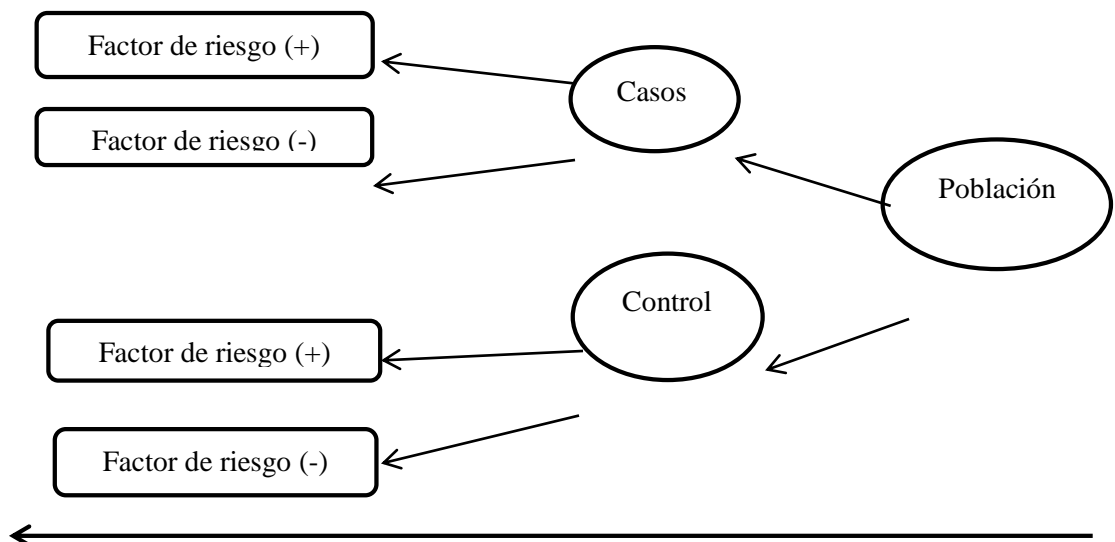 Factor de riesgo (+)
Casos
Factor de riesgo (-)
Población
Control
Factor de riesgo (+)
Factor de riesgo (-)